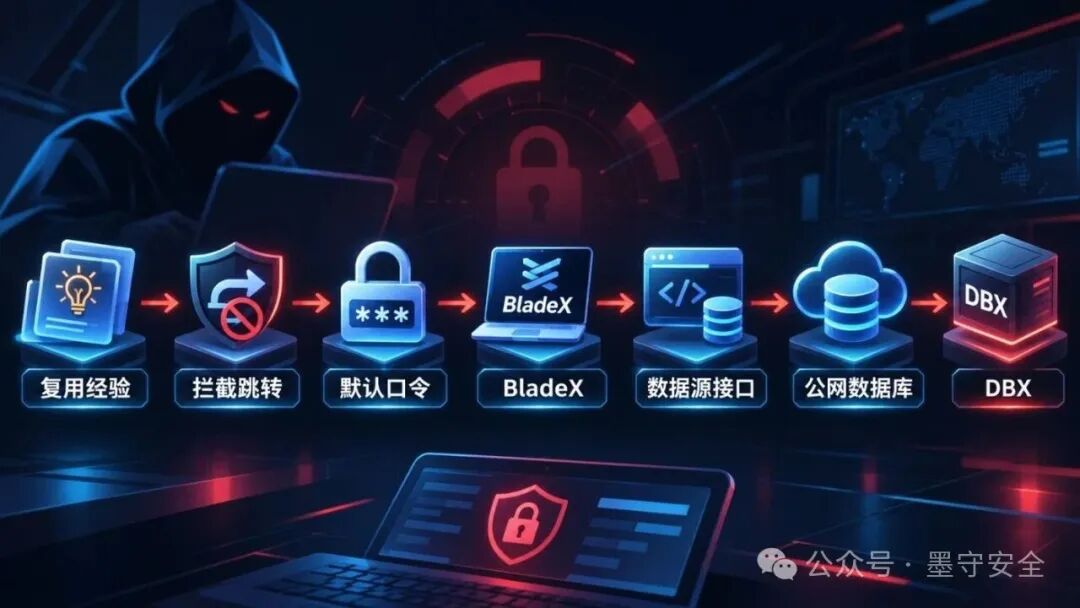 ***
BladeX
</>
DBX
复用经验
拦截跳转
默认口令
BladeX
数据源接口
公网数据库
DBX
公众号 · 墨守安全